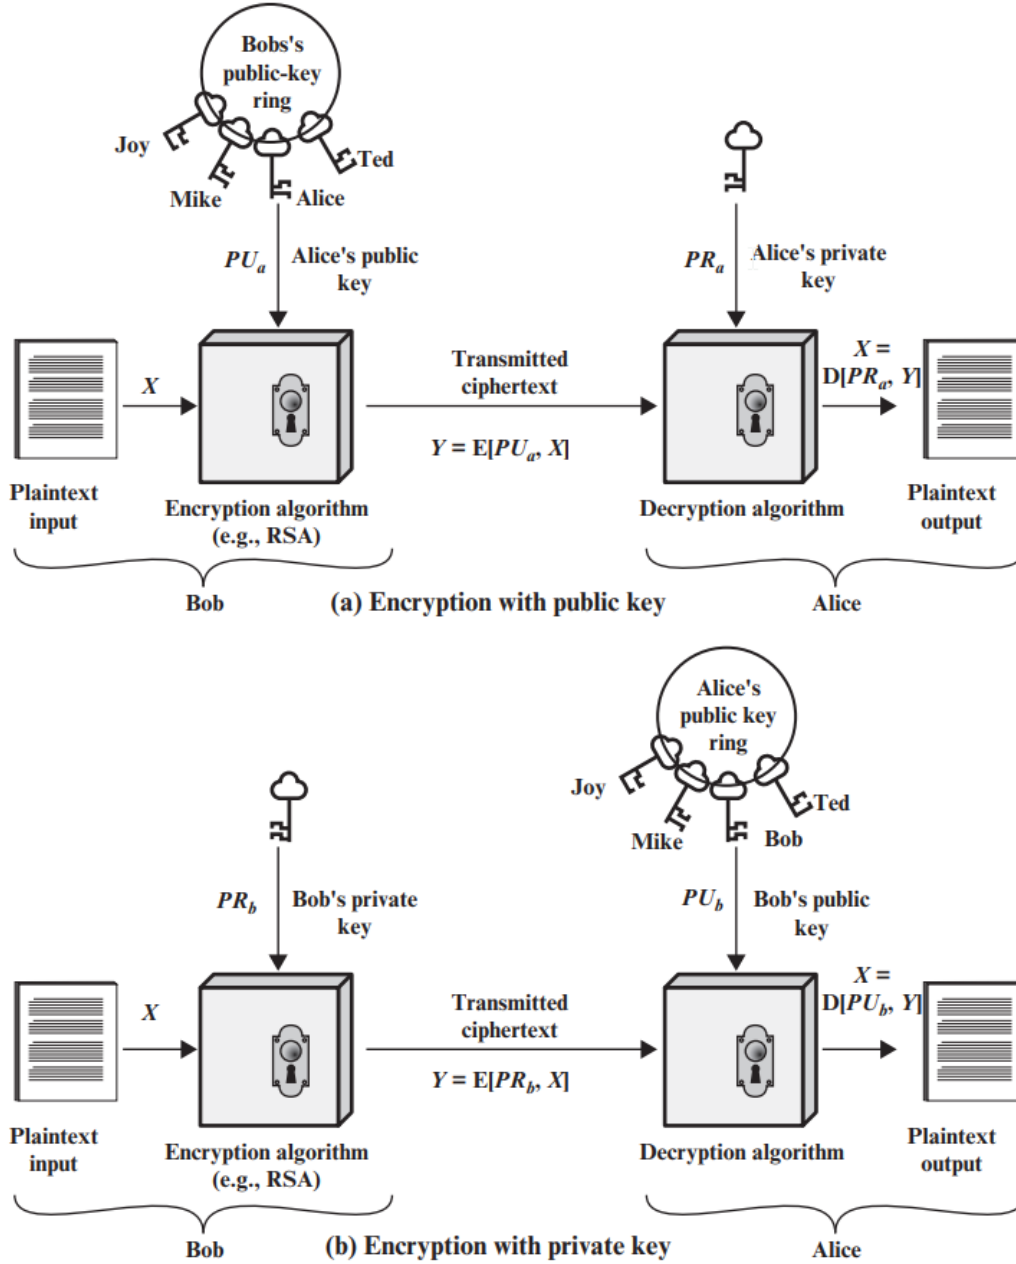 Bobs's
public-key
ring
Joy
Ted
Mike
Alice
PUa
Alice's public
key
PRa
Alice's private
key
X
Transmitted
ciphertext
X =
D[PRa, Y]
Y = E[PUa, X]
Plaintext
input
Encryption algorithm
(e.g., RSA)
Decryption algorithm
Plaintext
output
Bob
(a) Encryption with public key
Alice
Alice's
public key
ring
Joy
Ted
Mike
Bob
PRb
Bob's private
key
PUb
Bob's public
key
X
Transmitted
ciphertext
X =
D[PUb, Y]
Y = E[PRb, X]
Plaintext
input
Encryption algorithm
(e.g., RSA)
Decryption algorithm
Plaintext
output
Bob
(b) Encryption with private key
Alice